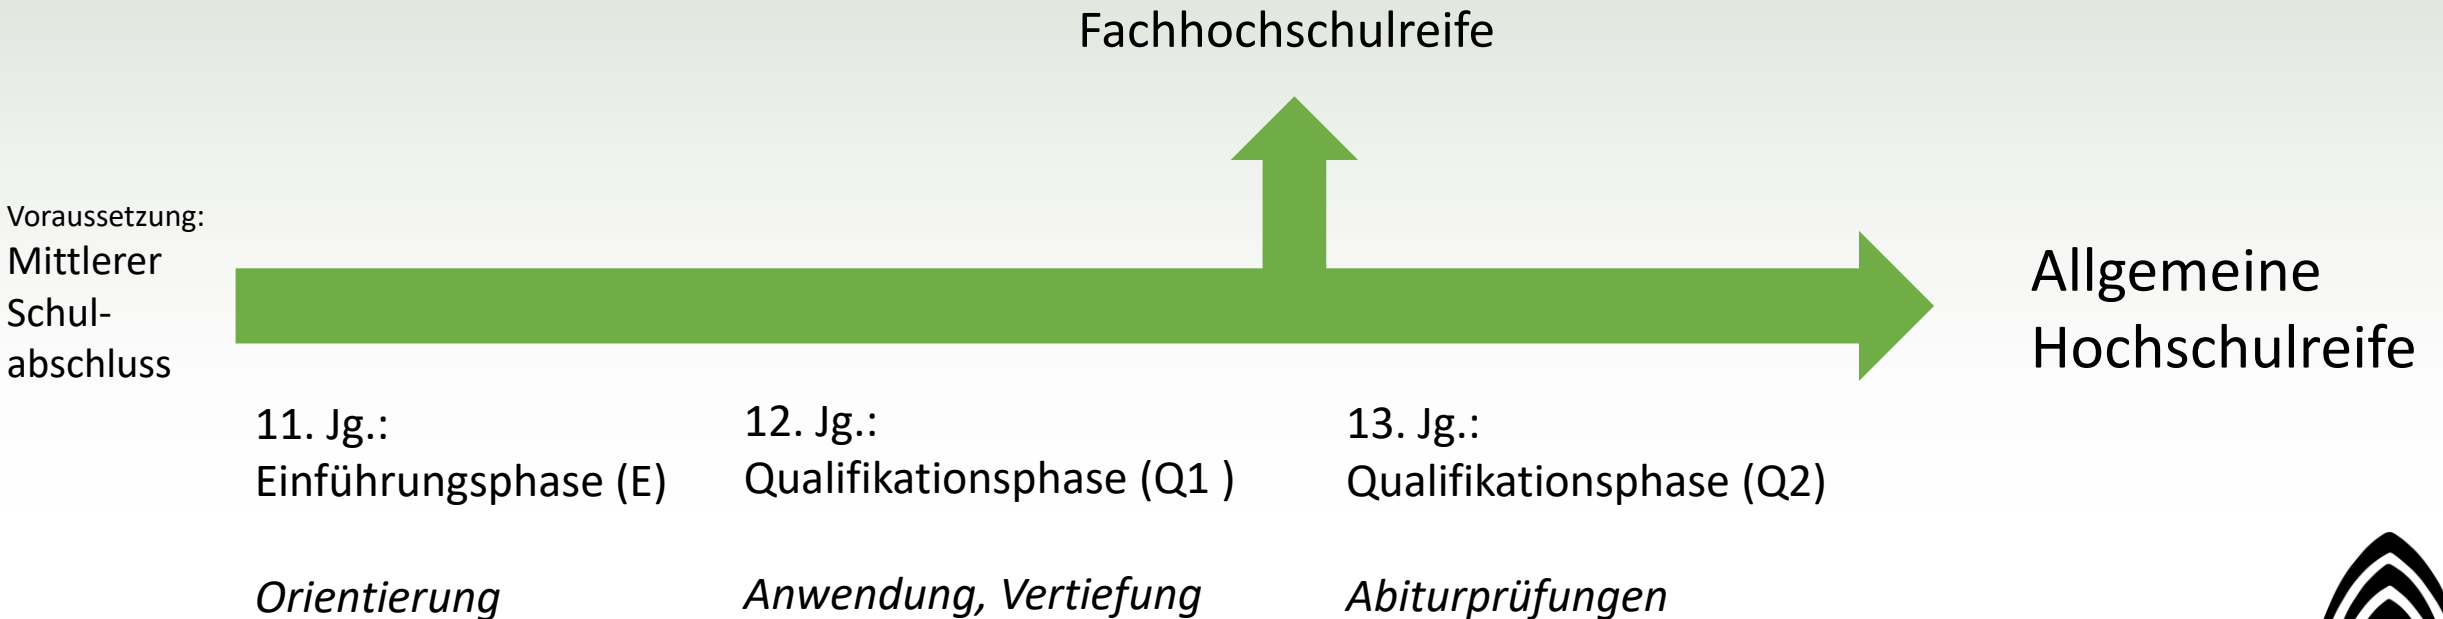 Fachhochschulreife
Voraussetzung:
Mittlerer
Schul-
abschluss
Allgemeine
Hochschulreife
11. Jg.:
Einführungsphase (E)
Orientierung
12. Jg.:
Qualifikationsphase (Q1 )
Anwendung, Vertiefung
13. Jg.:
Qualifikationsphase (Q2)
Abiturprüfungen